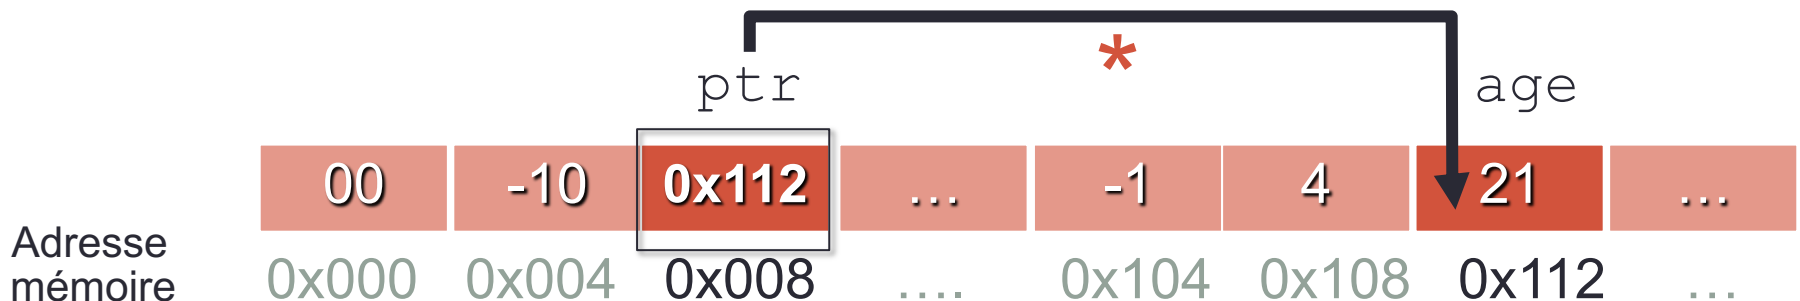 *
ptr age
00 -10 0x112 ... -1 4 21 ...
Adresse
mémoire 0x000 0x004 0x008 .... 0x104 0x108 0x112 ...